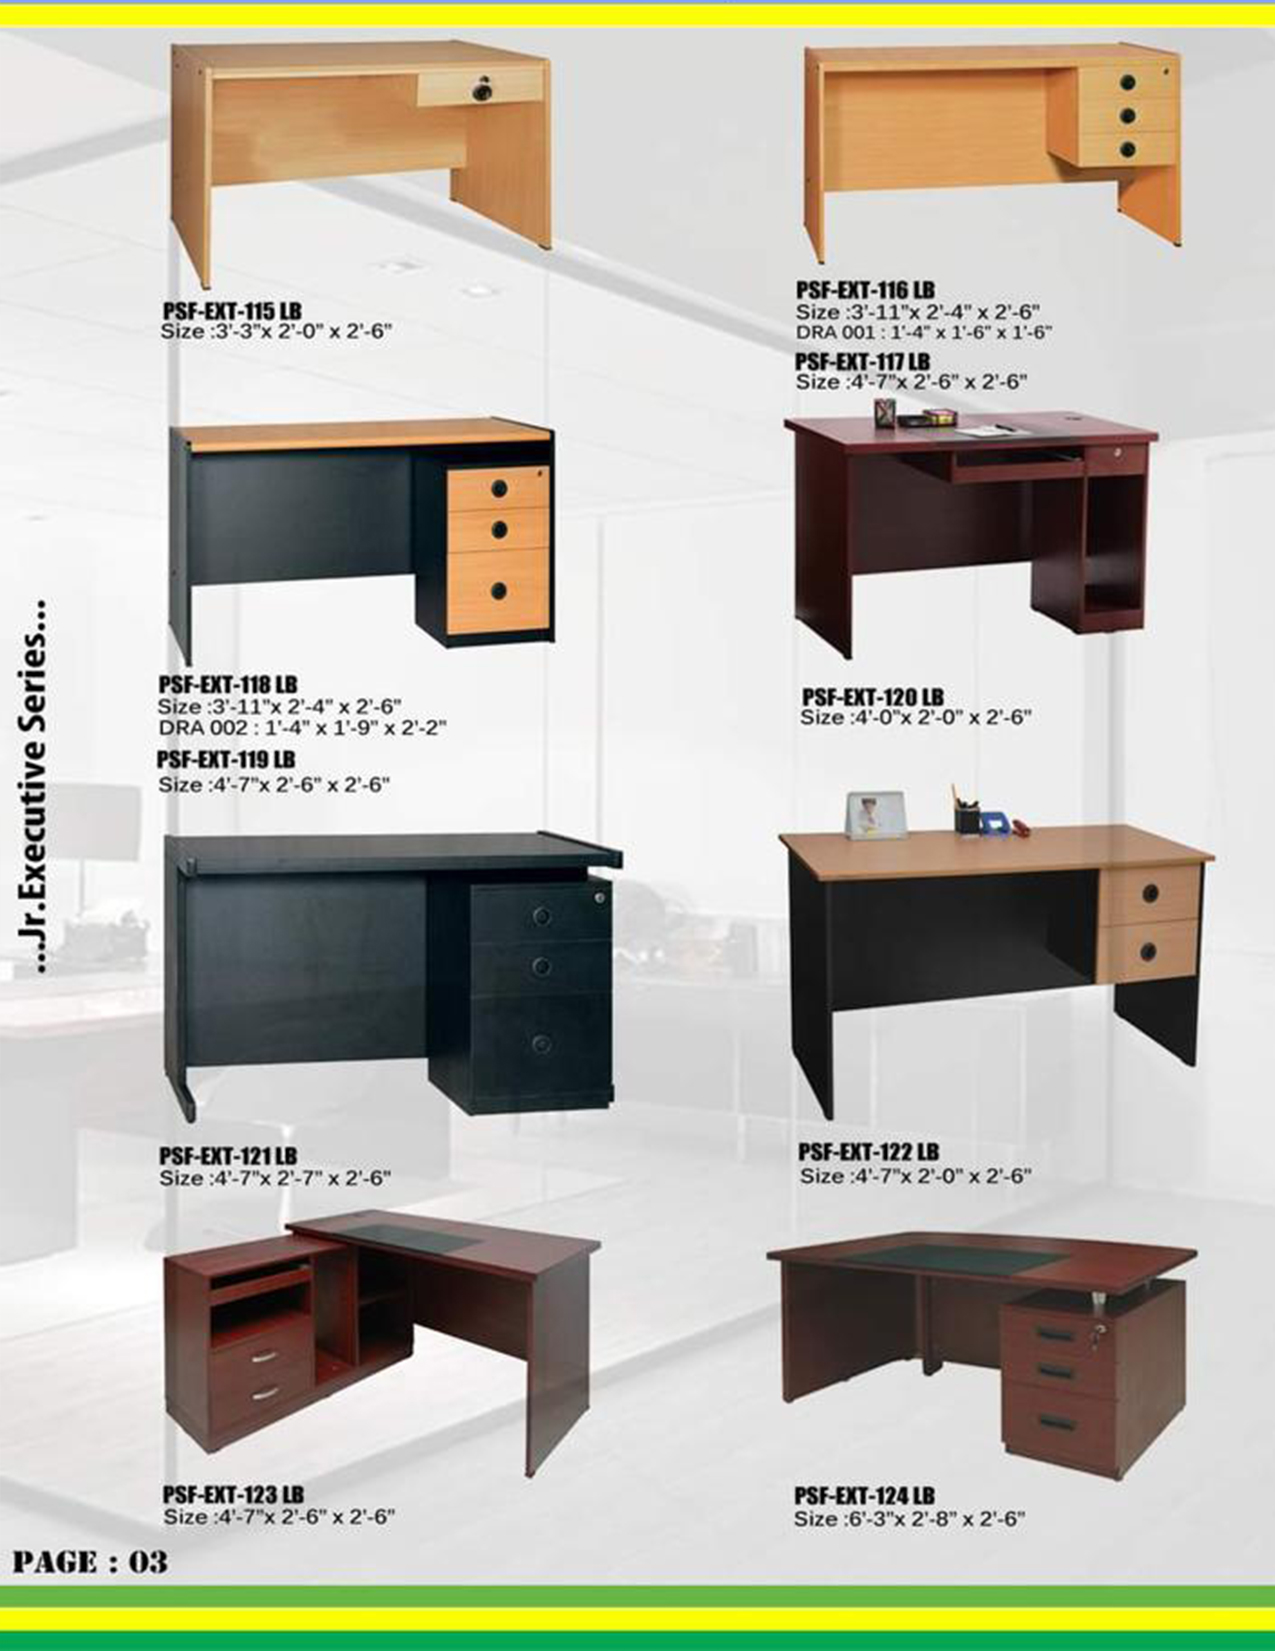 PSF-EXT-115 LB
Size :3'-3"x 2'-0" x 2'-6"
PSF-EXT-116 LB
Size :3'-11"x 2'-4" x 2'-6"
DRA 001 : 1'-4" x 1'-6" x 1'-6"
PSF-EXT-117 LB
Size :4'-7"x 2'-6" x 2'-6"
PSF-EXT-118 LB
Size :3'-11"x 2'-4" x 2'-6"
DRA 002 : 1'-4" x 1'-9" x 2'-2"
PSF-EXT-119 LB
Size :4'-7"x 2'-6" x 2'-6"
PSF-EXT-120 LB
Size :4'-0"x 2'-0" x 2'-6"
...Jr.Executive Series...
PSF-EXT-121 LB
Size :4'-7"x 2'-7" x 2'-6"
PSF-EXT-122 LB
Size :4'-7"x 2'-0" x 2'-6"
PSF-EXT-123 LB
Size :4'-7"x 2'-6" x 2'-6"
PSF-EXT-124 LB
Size :6'-3"x 2'-8" x 2'-6"
PAGE : 03